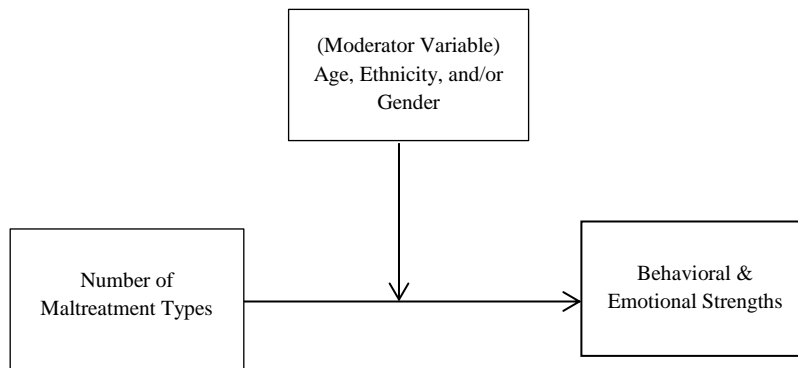 (Moderator Variable)
Age, Ethnicity, and/or
Gender
Number of
Maltreatment Types
Behavioral &
Emotional Strengths